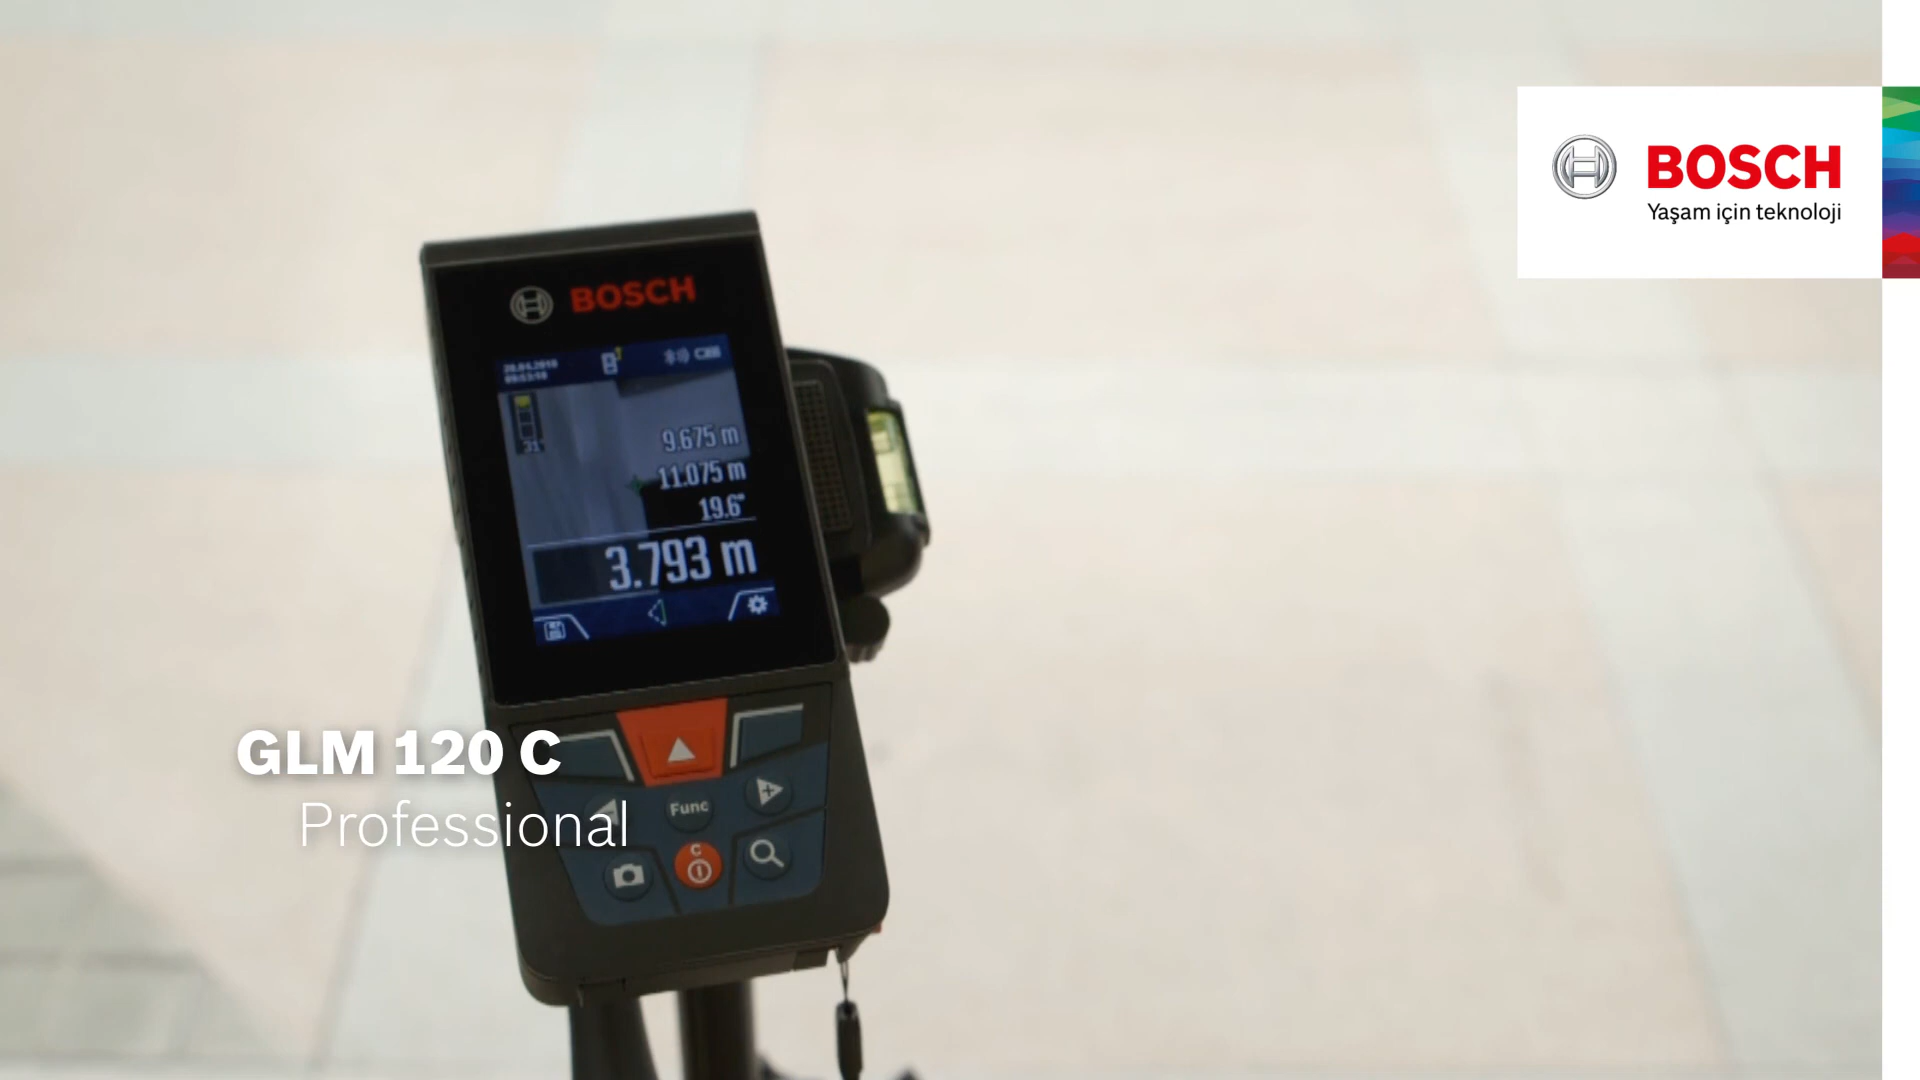 BOSCH
Yaşam için teknoloji
BOSCH
9.675 m
11.075 m
19.6°
3.793 m
GLM 120 C
Professional
Func
C